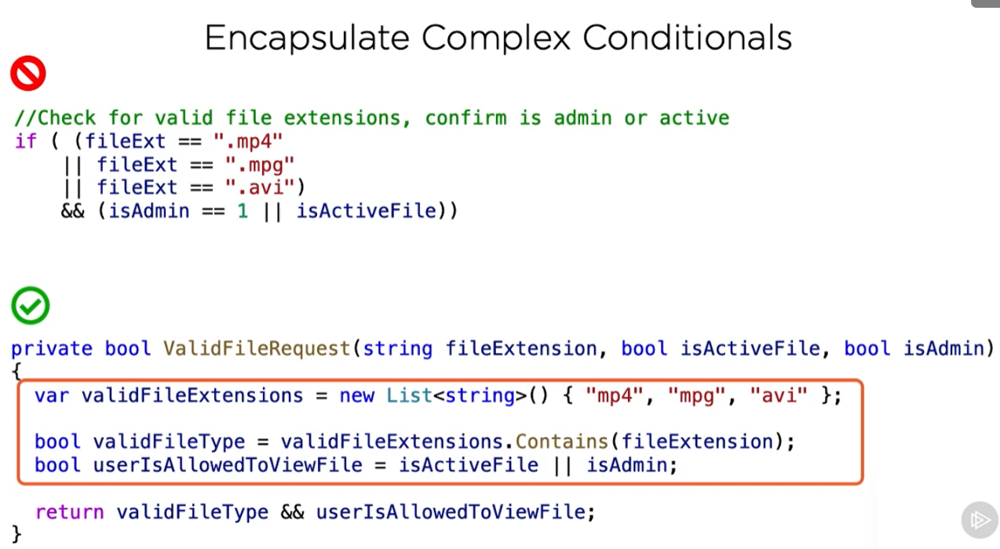 Encapsulate Complex Conditionals
//Check for valid file extensions, confirm is admin or active
if ( (fileExt == ".mp4"
|| fileExt == ".mpg"
|| fileExt == ".avi")
&& (isAdmin == 1 || isActiveFile))
private bool ValidFileRequest(string fileExtension, bool isActiveFile, bool isAdmin)
{
var validFileExtensions = new List<string>() { "mp4", "mpg", "avi" };
bool validFileType = validFileExtensions.Contains(fileExtension);
bool userIsAllowedToViewFile = isActiveFile || isAdmin;
return validFileType && userIsAllowedToViewFile;
}